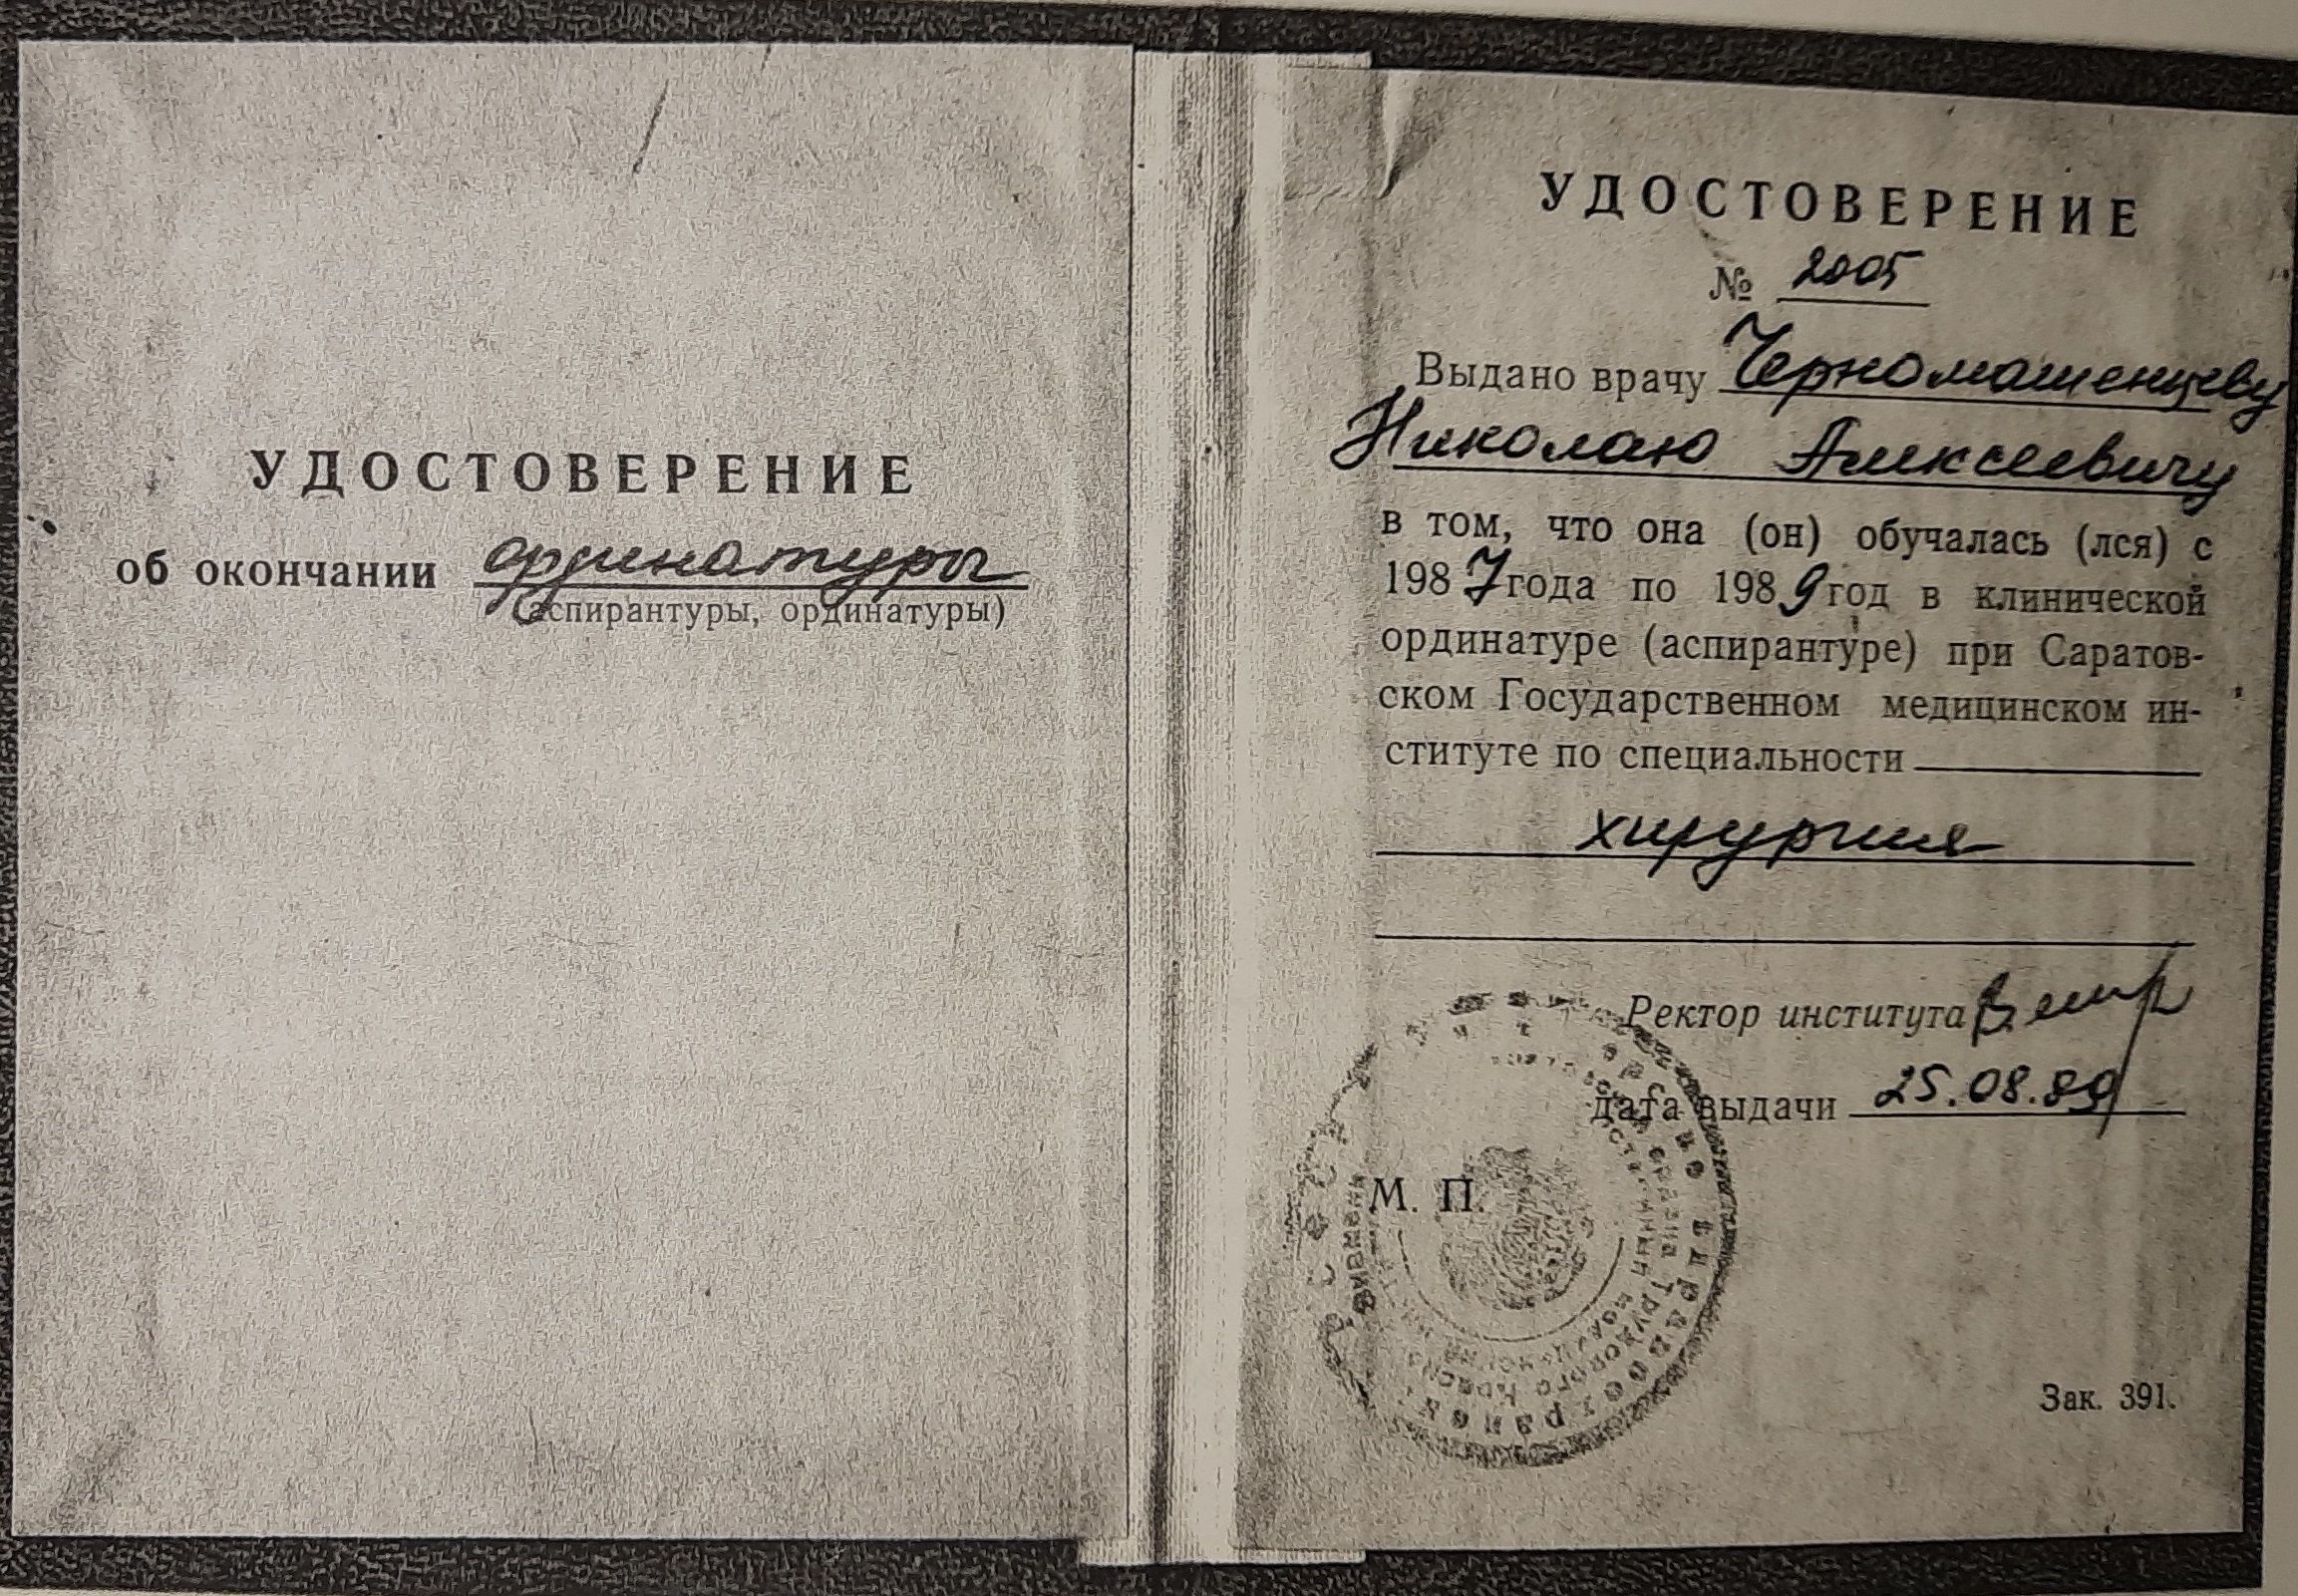 УДОСТОВЕРЕНИЕ
об окончании ординатуры
(аспирантуры, ординатуры)
УДОСТОВЕРЕНИЕ
№ 2005
Выдано врачу Черномашенцеву
Николаю Алексеевичу
в том, что она (он) обучалась (лся) с
1987 года по 1989 год в клинической
ординатуре (аспирантуре) при Саратов-
ском Государственном медицинском ин-
ституте по специальности
хирургия
Ректор института
дата выдачи 25.08.89
М. П.
Зак. 391.